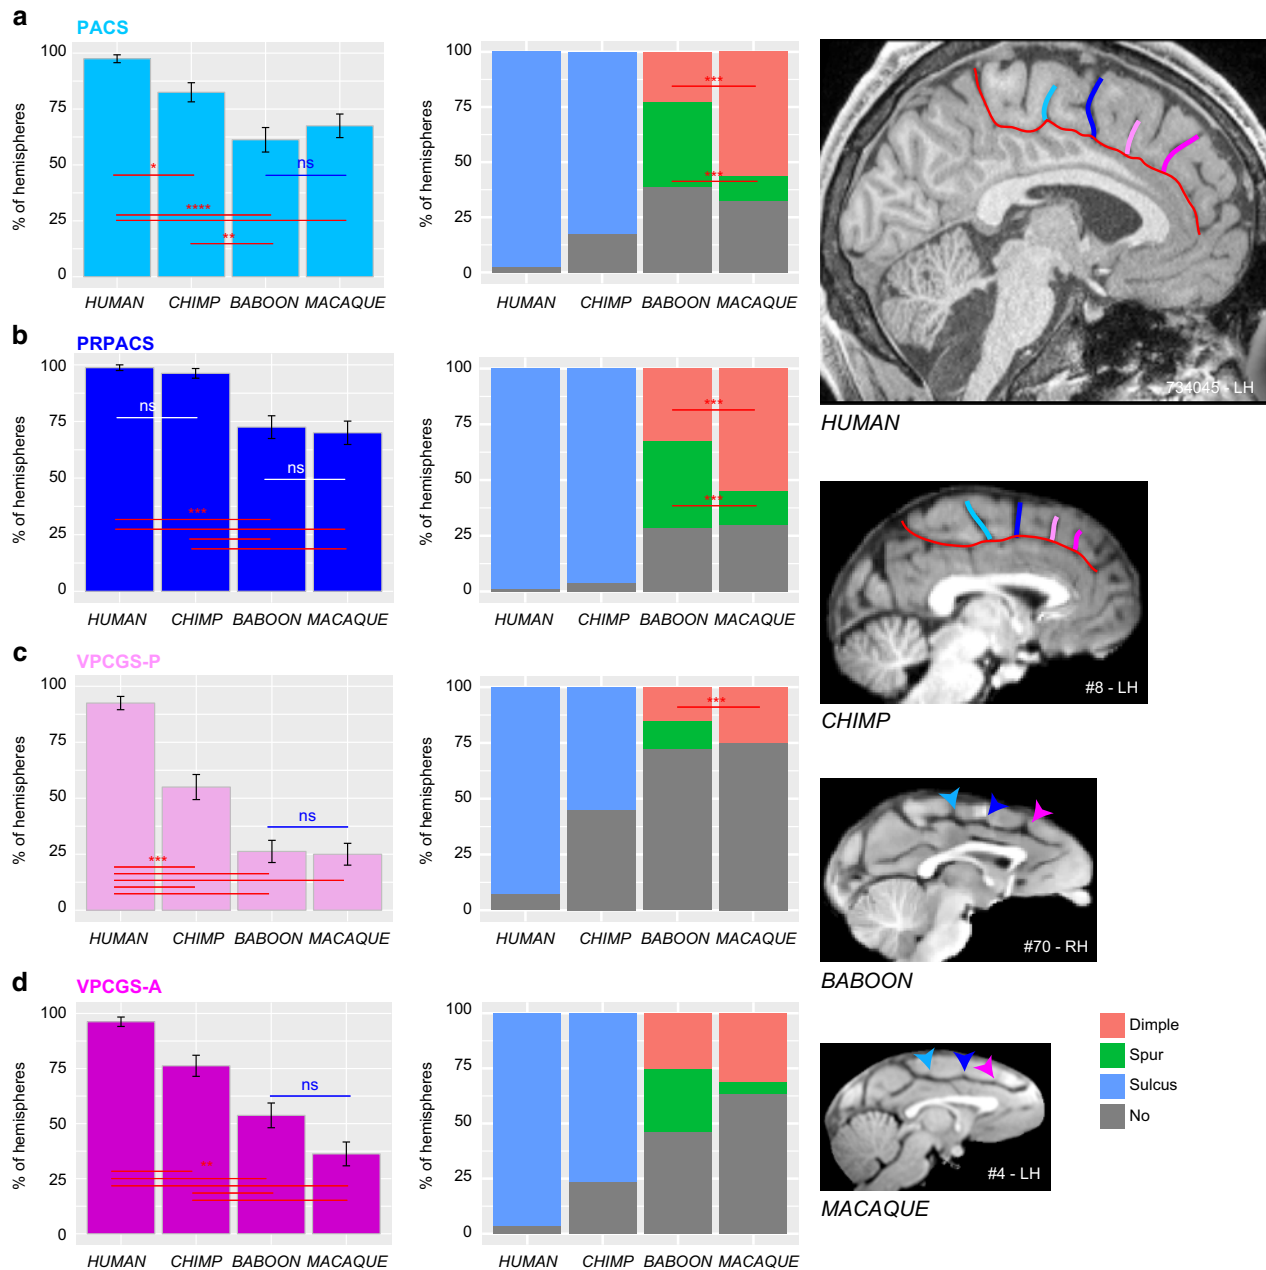 a
PACS
% of hemispheres
100
75
50
25
0
*
****
**
ns
HUMAN CHIMP BABOON MACAQUE
% of hemispheres
100
75
50
25
0
***
***
HUMAN CHIMP BABOON MACAQUE
734045 - LH
HUMAN
b
PRPACS
% of hemispheres
100
75
50
25
0
ns
ns
***
HUMAN CHIMP BABOON MACAQUE
% of hemispheres
100
75
50
25
0
***
***
HUMAN CHIMP BABOON MACAQUE
#8 - LH
CHIMP
c
VPCGS-P
% of hemispheres
100
75
50
25
0
ns
***
HUMAN CHIMP BABOON MACAQUE
% of hemispheres
100
75
50
25
0
***
HUMAN CHIMP BABOON MACAQUE
#70 - RH
BABOON
d
VPCGS-A
% of hemispheres
100
75
50
25
0
ns
**
HUMAN CHIMP BABOON MACAQUE
% of hemispheres
100
75
50
25
0
HUMAN CHIMP BABOON MACAQUE
#4 - LH
MACAQUE
Dimple
Spur
Sulcus
No